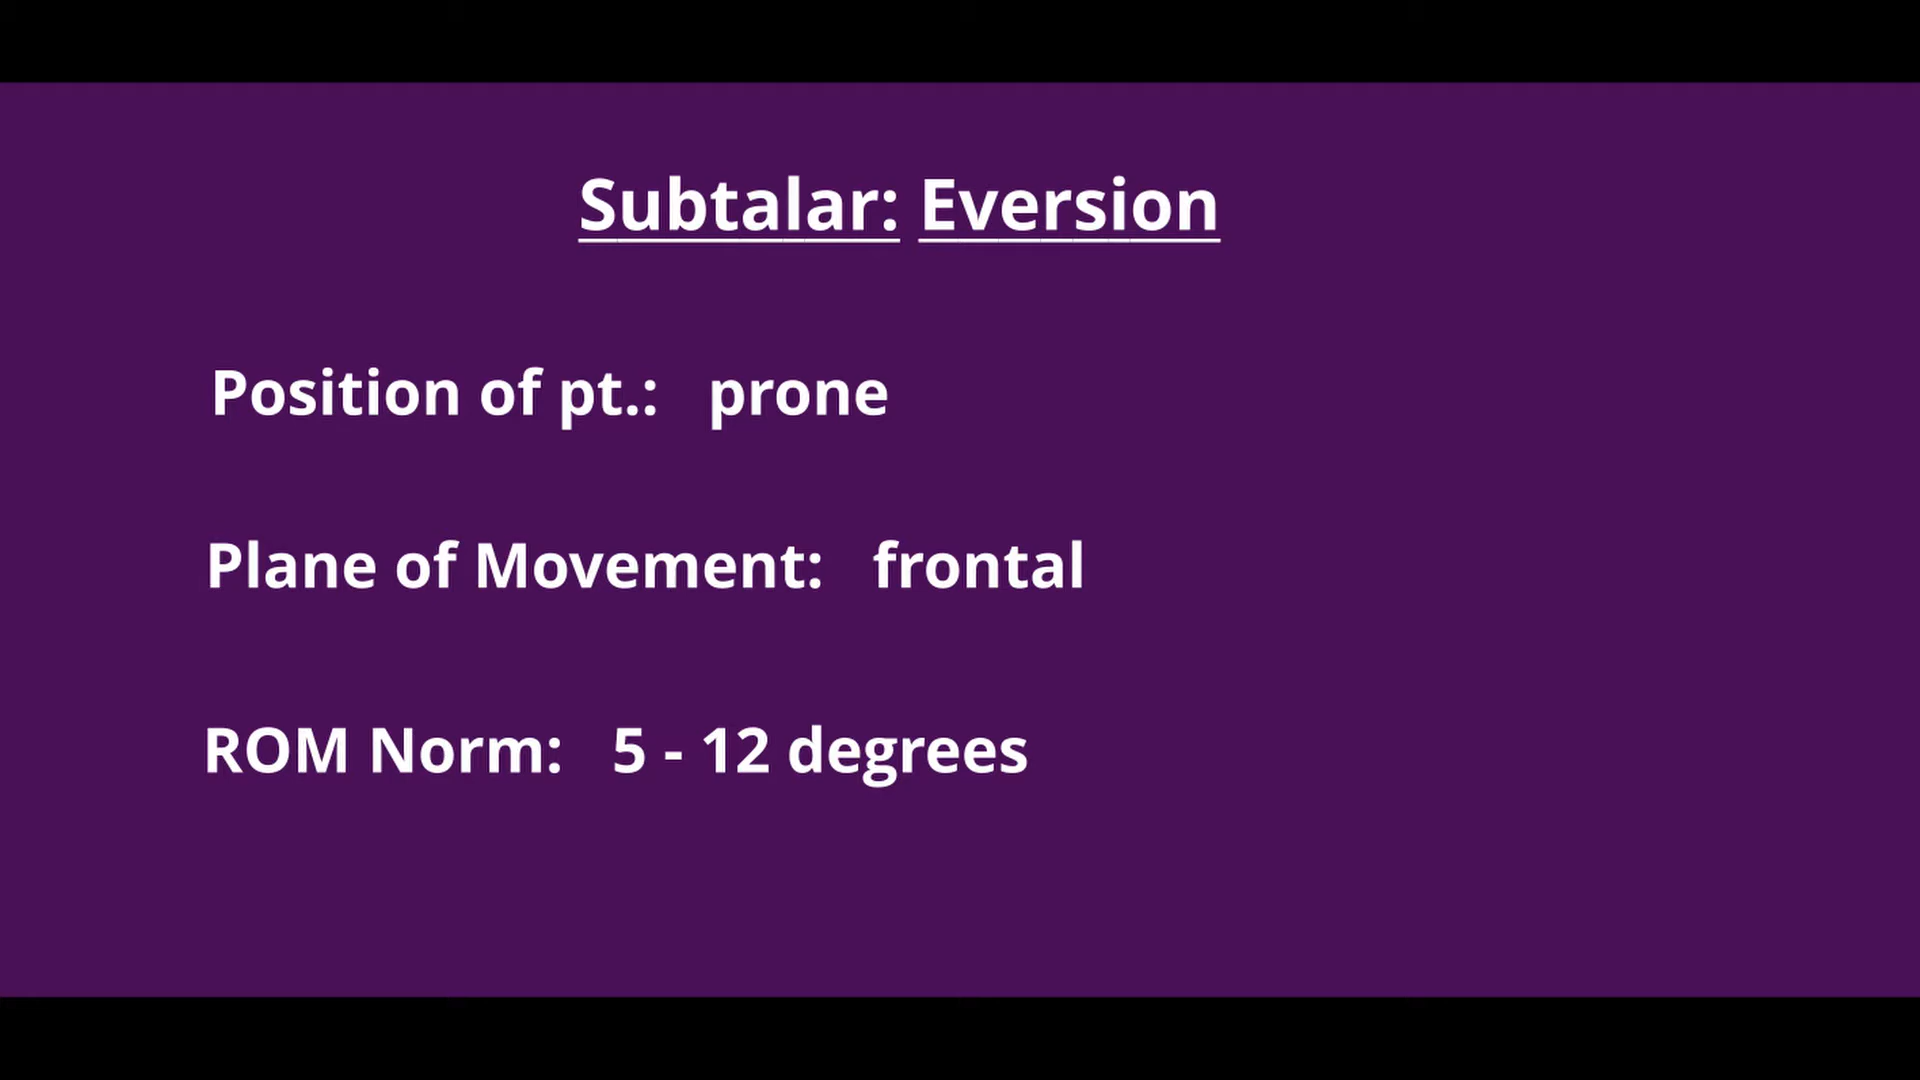 Subtalar: Eversion
Position of pt.: prone
Plane of Movement: frontal
ROM Norm: 5 - 12 degrees